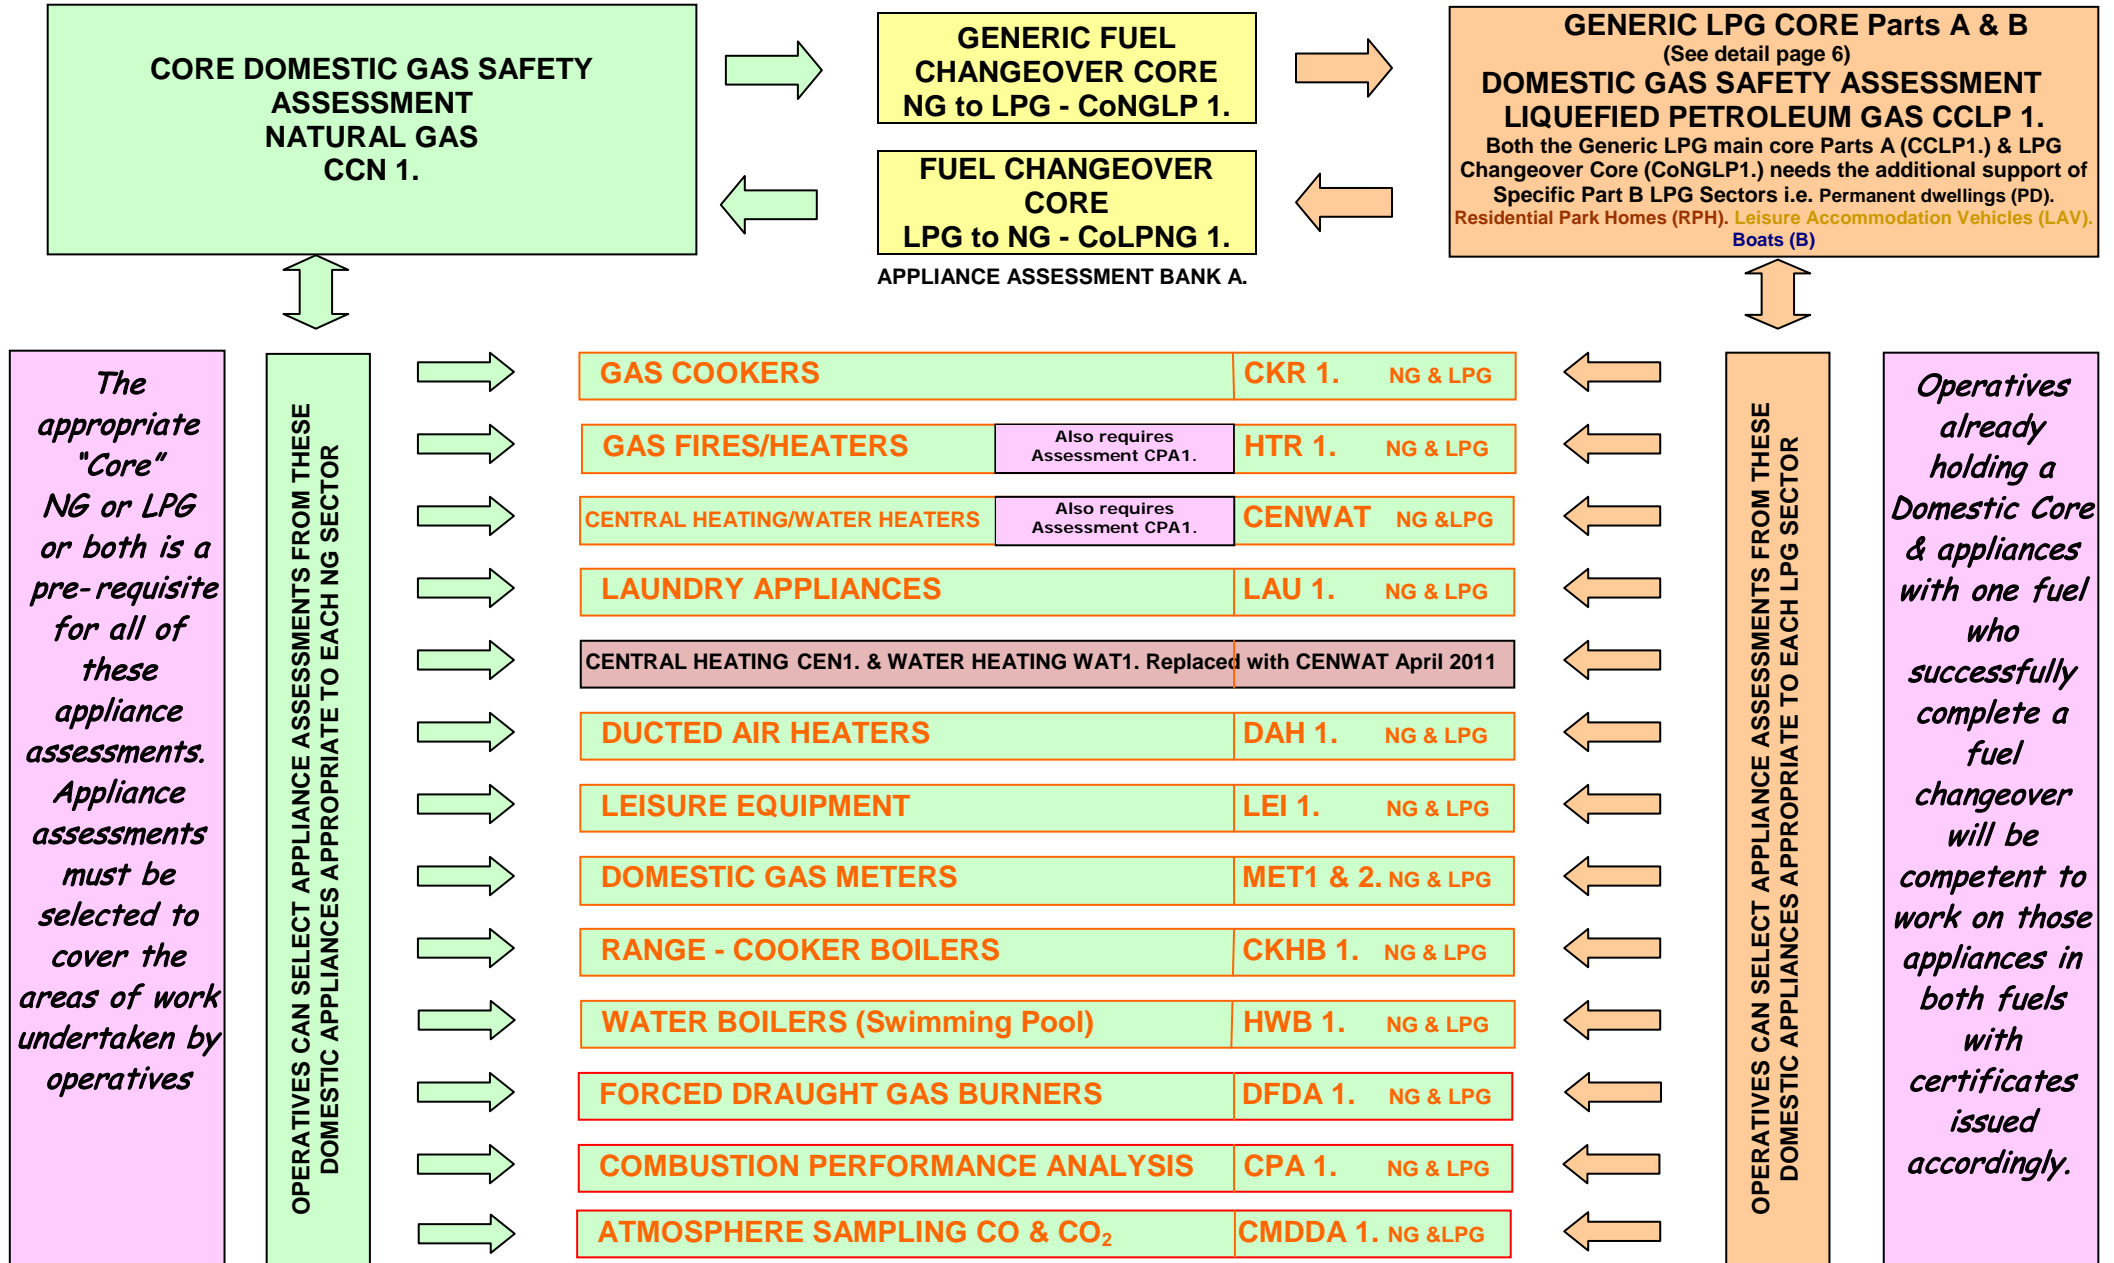 CORE DOMESTIC GAS SAFETY
ASSESSMENT
NATURAL GAS
CCN 1.
GENERIC FUEL
CHANGEOVER CORE
NG to LPG - CoNGLP 1.
FUEL CHANGEOVER
CORE
LPG to NG - CoLPNG 1.
APPLIANCE ASSESSMENT BANK A.
GENERIC LPG CORE Parts A & B
(See detail page 6)
DOMESTIC GAS SAFETY ASSESSMENT
LIQUEFIED PETROLEUM GAS CCLP 1.
Both the Generic LPG main core Parts A (CCLP1.) & LPG
Changeover Core (CoNGLP1.) needs the additional support of
Specific Part B LPG Sectors i.e. Permanent dwellings (PD).
Residential Park Homes (RPH). Leisure Accommodation Vehicles (LAV).
Boats (B)
The
appropriate
"Core"
NG or LPG
or both is a
pre-requisite
for all of
these
appliance
assessments.
Appliance
assessments
must be
selected to
cover the
areas of work
undertaken by
operatives
OPERATIVES CAN SELECT APPLIANCE ASSESSMENTS FROM THESE
DOMESTIC APPLIANCES APPROPRIATE TO EACH NG SECTOR
GAS COOKERS CKR 1. NG & LPG
GAS FIRES/HEATERS Also requires
Assessment CPA1. HTR 1. NG & LPG
CENTRAL HEATING/WATER HEATERS Also requires
Assessment CPA1. CENWAT NG &LPG
LAUNDRY APPLIANCES LAU 1. NG & LPG
CENTRAL HEATING CEN1. & WATER HEATING WAT1. Replaced with CENWAT April 2011
DUCTED AIR HEATERS DAH 1. NG & LPG
LEISURE EQUIPMENT LEI 1. NG & LPG
DOMESTIC GAS METERS MET1 & 2. NG & LPG
RANGE - COOKER BOILERS CKHB 1. NG & LPG
WATER BOILERS (Swimming Pool) HWB 1. NG & LPG
FORCED DRAUGHT GAS BURNERS DFDA 1. NG & LPG
COMBUSTION PERFORMANCE ANALYSIS CPA 1. NG & LPG
ATMOSPHERE SAMPLING CO & CO₂ CMDDA 1. NG &LPG
OPERATIVES CAN SELECT APPLIANCE ASSESSMENTS FROM THESE
DOMESTIC APPLIANCES APPROPRIATE TO EACH LPG SECTOR
Operatives
already
holding a
Domestic Core
& appliances
with one fuel
who
successfully
complete a
fuel
changeover
will be
competent to
work on those
appliances in
both fuels
with
certificates
issued
accordingly.